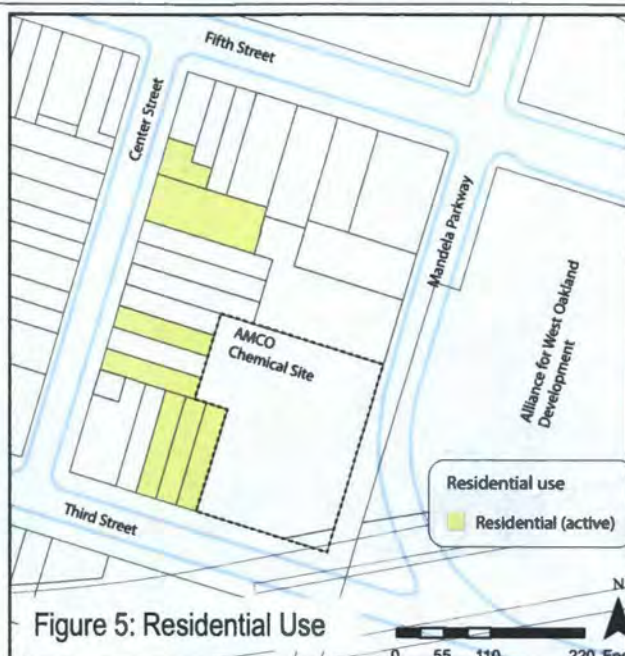 Fifth Street
Center Street
Mandela Parkway
AMCO
Chemical Site
Alliance for West Oakland
Development
Residential use
Residential (active)
Third Street
Figure 5: Residential Use
N
0 55 110 220